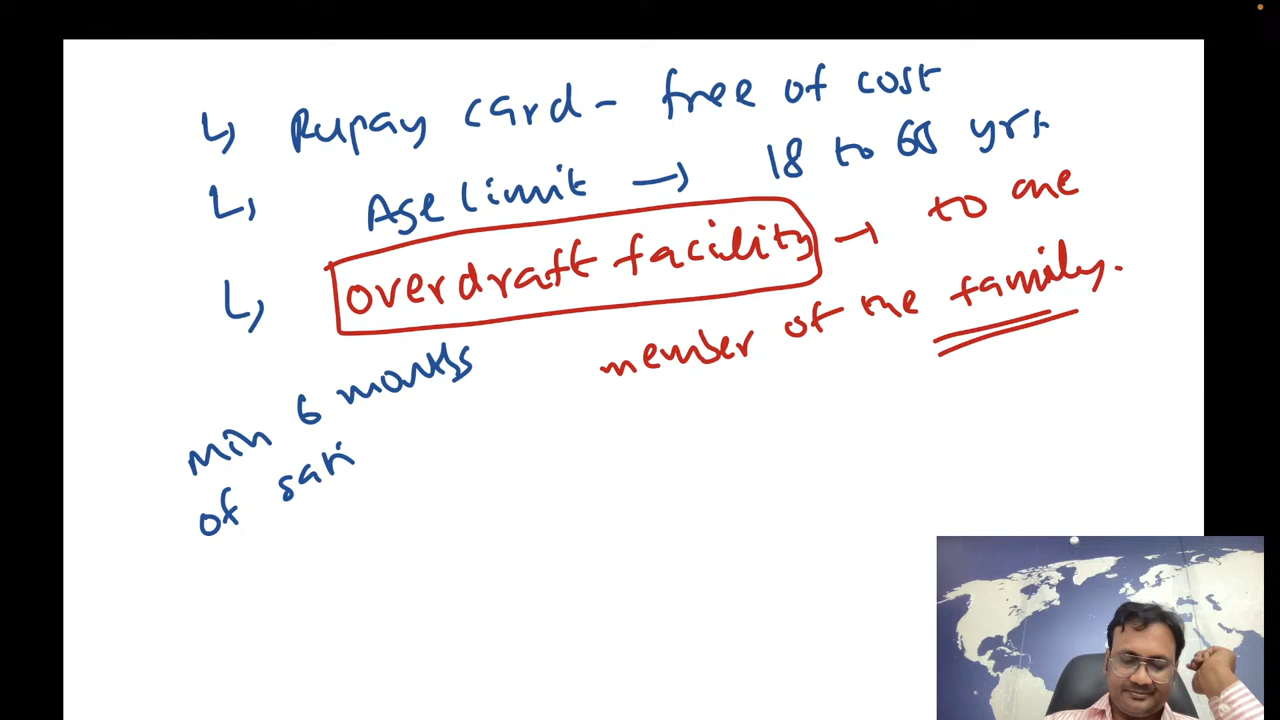 ↳ Rupay card - free of cost
↳ Age limit → 18 to 65 yrs
↳ overdraft facility → to one
member of the family.
min 6 months
of sati